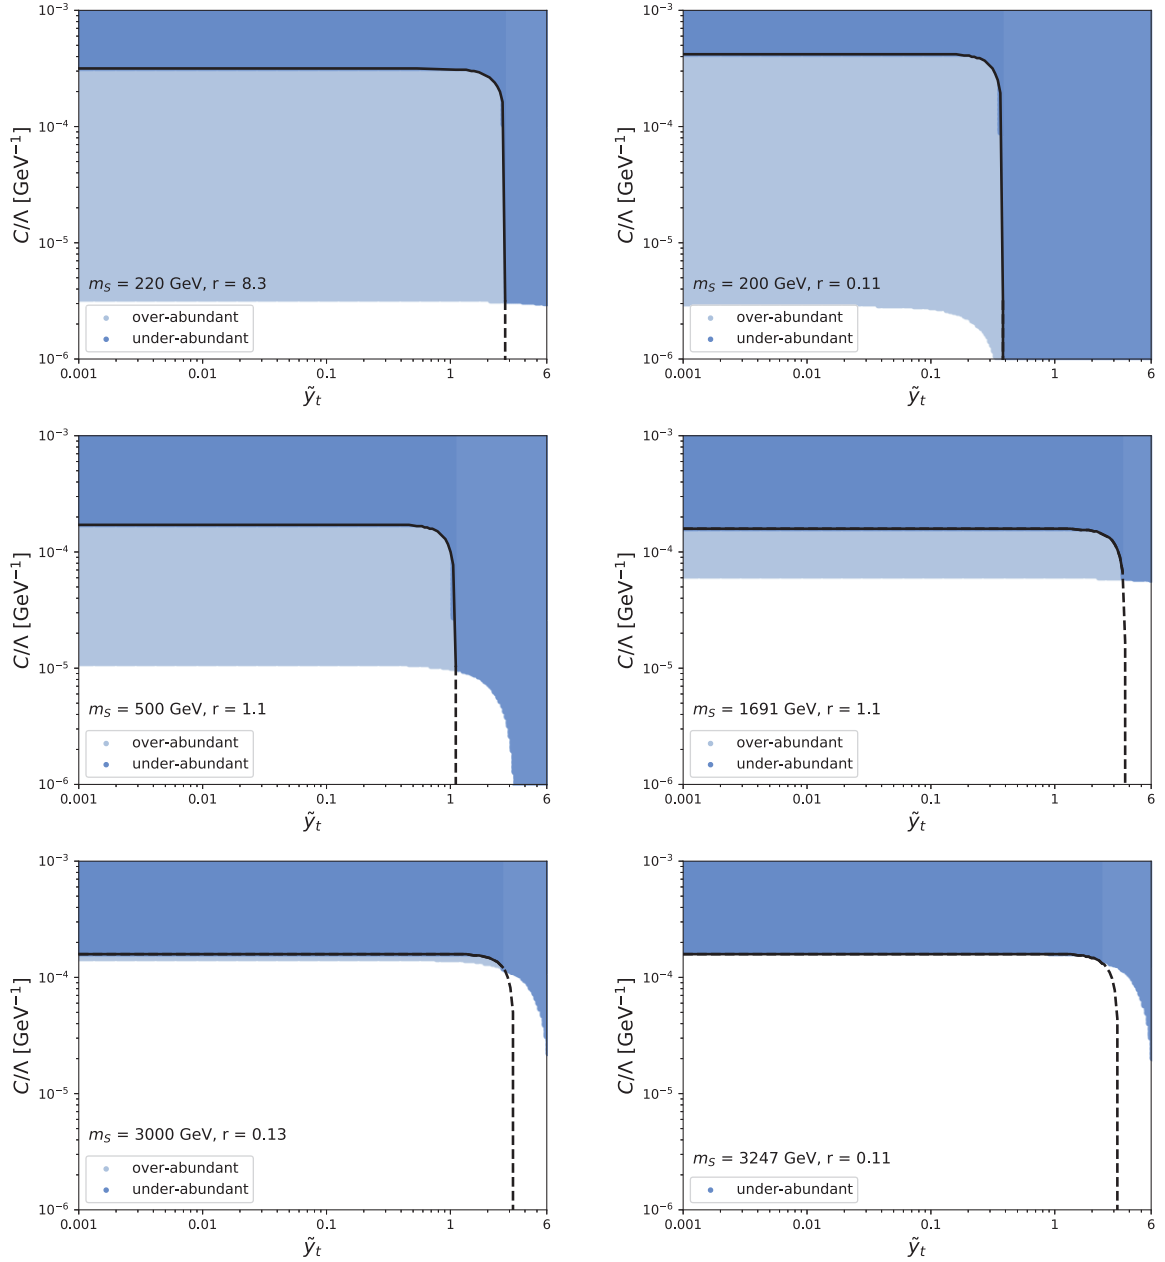 10⁻³
10⁻⁴
10⁻⁵
10⁻⁶
C/Λ [GeV⁻¹]
m_S = 220 GeV, r = 8.3
over-abundant
under-abundant
0.001 0.01 0.1 1 6
ỹ_t
10⁻³
10⁻⁴
10⁻⁵
10⁻⁶
C/Λ [GeV⁻¹]
m_S = 200 GeV, r = 0.11
over-abundant
under-abundant
0.001 0.01 0.1 1 6
ỹ_t
10⁻³
10⁻⁴
10⁻⁵
10⁻⁶
C/Λ [GeV⁻¹]
m_S = 500 GeV, r = 1.1
over-abundant
under-abundant
0.001 0.01 0.1 1 6
ỹ_t
10⁻³
10⁻⁴
10⁻⁵
10⁻⁶
C/Λ [GeV⁻¹]
m_S = 1691 GeV, r = 1.1
over-abundant
under-abundant
0.001 0.01 0.1 1 6
ỹ_t
10⁻³
10⁻⁴
10⁻⁵
10⁻⁶
C/Λ [GeV⁻¹]
m_S = 3000 GeV, r = 0.13
over-abundant
under-abundant
0.001 0.01 0.1 1 6
ỹ_t
10⁻³
10⁻⁴
10⁻⁵
10⁻⁶
C/Λ [GeV⁻¹]
m_S = 3247 GeV, r = 0.11
under-abundant
0.001 0.01 0.1 1 6
ỹ_t